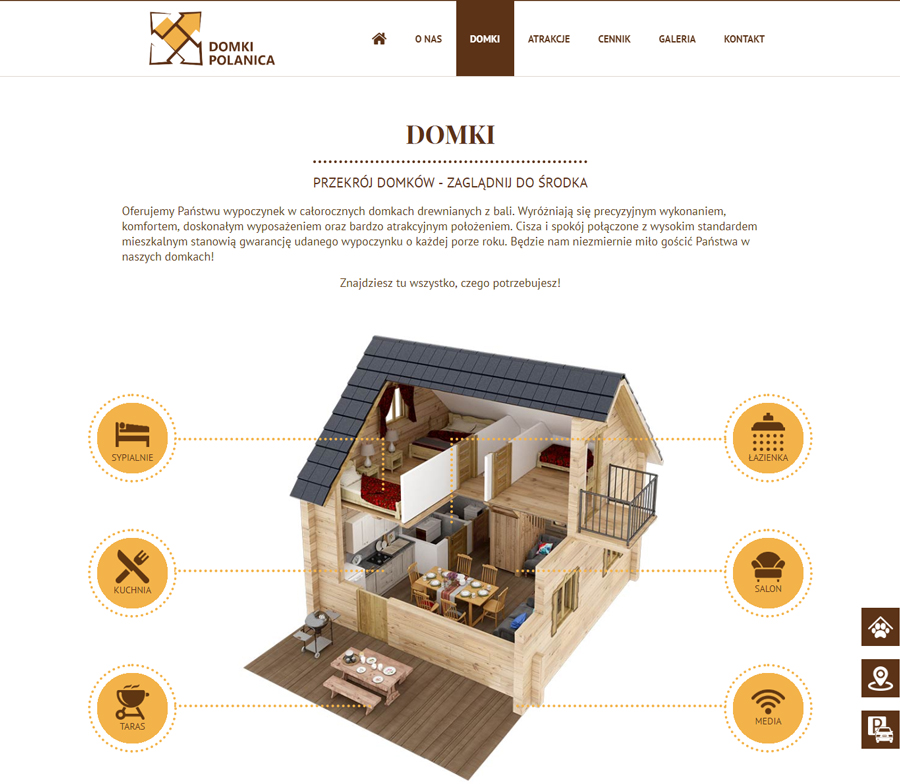 DOMKI
POLANICA
O NAS
DOMKI
ATRAKCJE
CENNIK
GALERIA
KONTAKT
DOMKI
PRZEKRÓJ DOMKÓW - ZAGLĄDNIJ DO ŚRODKA
Oferujemy Państwu wypoczynek w całorocznych domkach drewnianych z bali. Wyróżniają się precyzyjnym wykonaniem,
komfortem, doskonałym wyposażeniem oraz bardzo atrakcyjnym położeniem. Cisza i spokój połączone z wysokim standardem
mieszkalnym stanowią gwarancję udanego wypoczynku o każdej porze roku. Będzie nam niezmiernie miło gościć Państwa w
naszych domkach!
Znajdziesz tu wszystko, czego potrzebujesz!
SYPIALNIE
ŁAZIENKA
KUCHNIA
SALON
TARAS
MEDIA
P